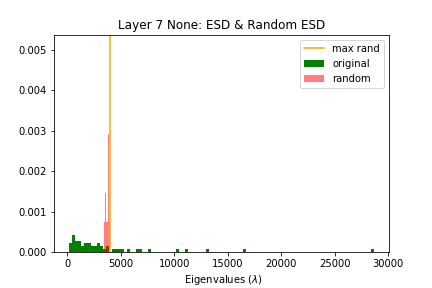 Layer 7 None: ESD & Random ESD
max rand
original
random
0.005
0.004
0.003
0.002
0.001
0.000
0 5000 10000 15000 20000 25000 30000
Eigenvalues (λ)